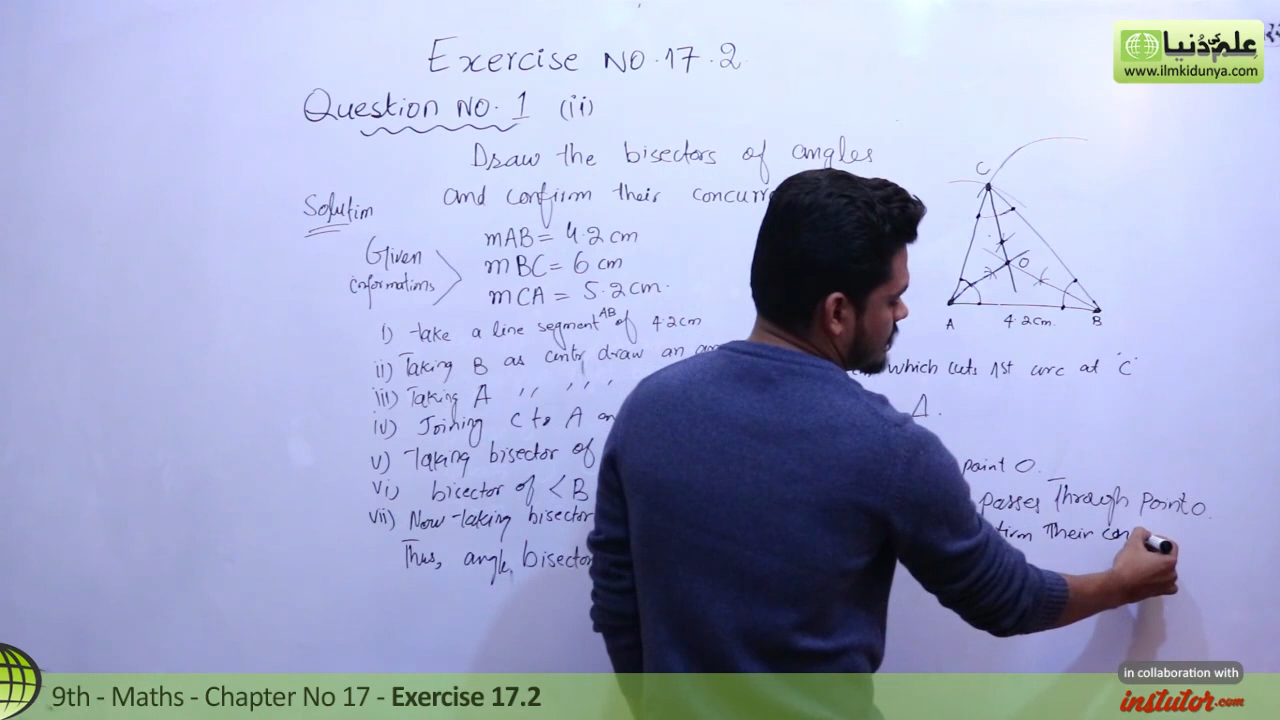 Exercise NO.17.2
Question NO. 1 (ii)
Draw the bisectors of angles
and confirm their
Solution
Given
informations
mAB = 4.2 cm
mBC = 6 cm
mCA = 5.2 cm.
i) take a line segment AB of 4.2cm
ii) Taking B as centr draw an
which cuts 1st arc at 'C'
iii) Taking A ,, ,, ,,
iv) Joining C to A
Δ.
v) Taking bisector of
point O.
vi) bisector of <B
passes Through Point O.
vii) Now taking bisector
Their con
Thus, angle bisector
C
O
A
4.2cm.
B
علم کی دُنیا
www.ilmkidunya.com
9th - Maths - Chapter No 17 - Exercise 17.2
in collaboration with
instutor.com